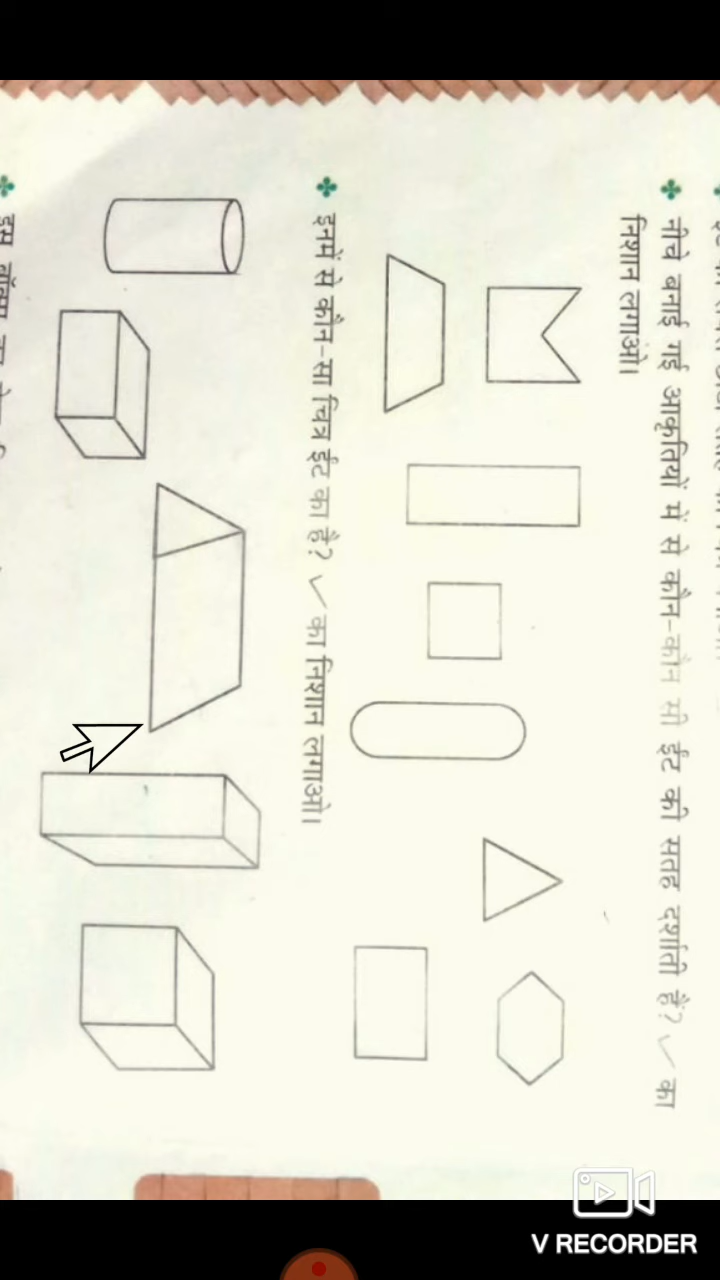 नीचे बनाई गई आकृतियों में से कौन-कौन सी ईंट की सतह दर्शाती हैं? ✓ का
निशान लगाओ।
इनमें से कौन-सा चित्र ईंट का है? ✓ का निशान लगाओ।
V RECORDER